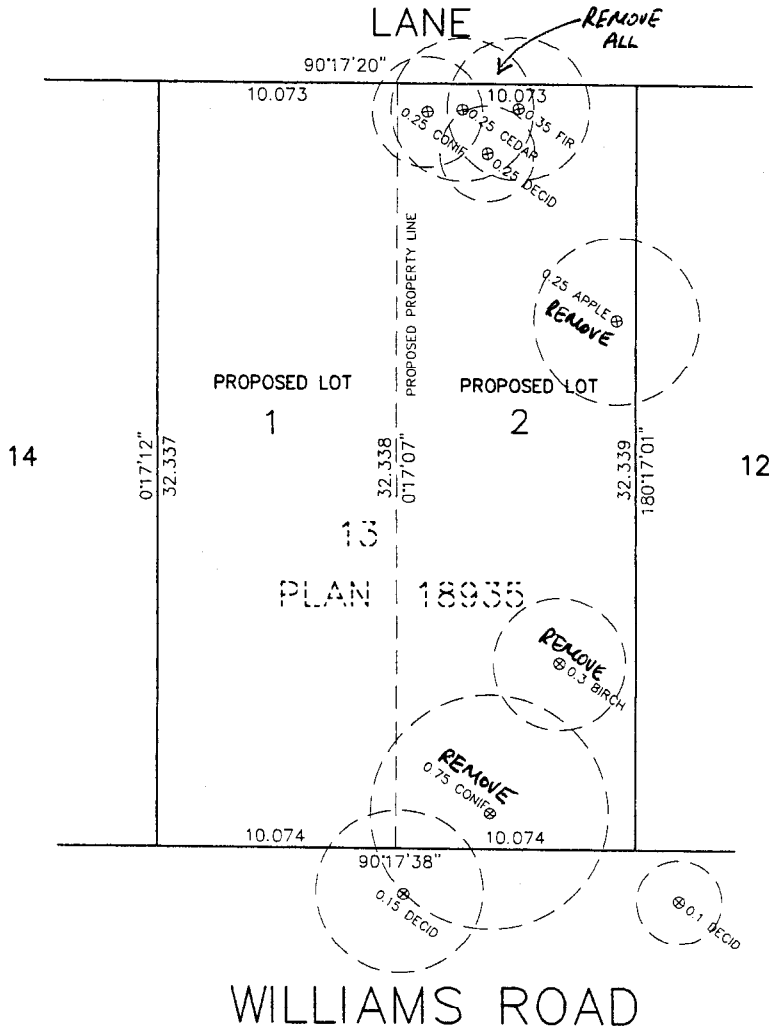 LANE
REMOVE
ALL
90°17'20"
10.073
10.073
0.25 CONIF
0.25 CEDAR
0.35 FIR
0.25 DECID
PROPOSED PROPERTY LINE
0.25 APPLE
REMOVE
PROPOSED LOT
1
PROPOSED LOT
2
14
0°17'12"
32.337
32.338
0°17'07"
32.339
180°17'01"
12
13
PLAN 18935
REMOVE
0.3 BIRCH
REMOVE
0.75 CONIF
10.074
10.074
90°17'38"
0.15 DECID
0.1 DECID
WILLIAMS ROAD